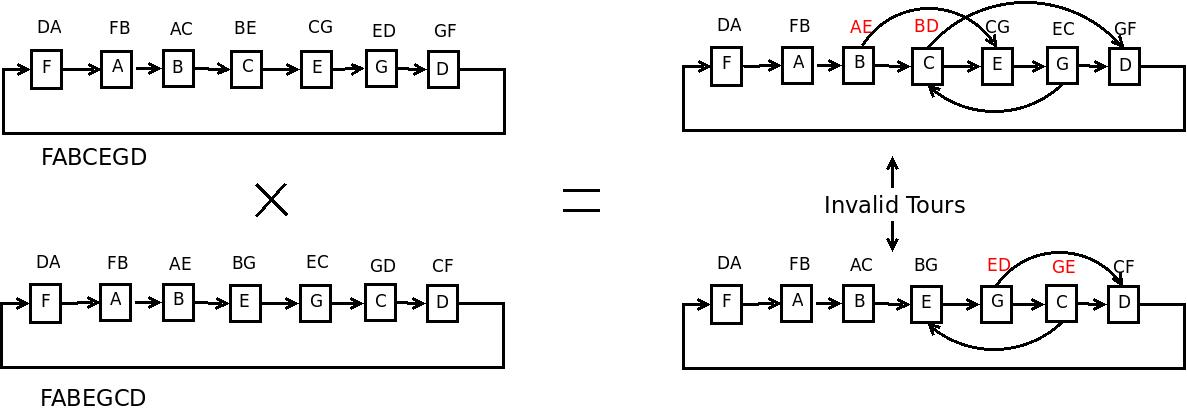 DA FB AC BE CG ED GF
F A B C E G D
FABCEGD
DA FB AE BD CG EC GF
F A B C E G D
Invalid Tours
DA FB AE BG EC GD CF
F A B E G C D
FABEGCD
DA FB AC BG ED GE CF
F A B E G C D